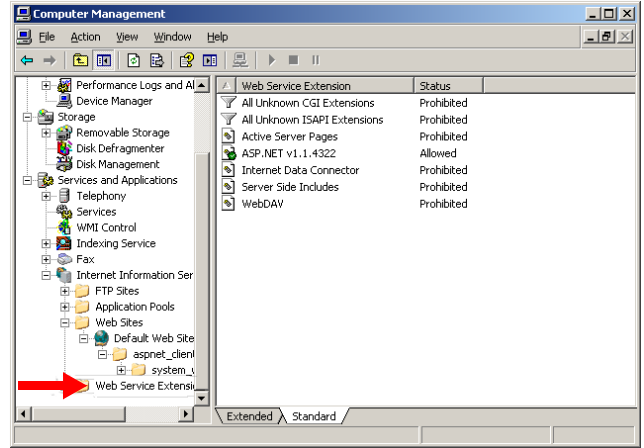 Computer Management
File Action View Window Help
Performance Logs and Al
Device Manager
Storage
Removable Storage
Disk Defragmenter
Disk Management
Services and Applications
Telephony
Services
WMI Control
Indexing Service
Fax
Internet Information Ser
FTP Sites
Application Pools
Web Sites
Default Web Site
aspnet_client
system_
Web Service Extensi
Web Service Extension Status
All Unknown CGI Extensions Prohibited
All Unknown ISAPI Extensions Prohibited
Active Server Pages Prohibited
ASP.NET v1.1.4322 Allowed
Internet Data Connector Prohibited
Server Side Includes Prohibited
WebDAV Prohibited
Extended Standard